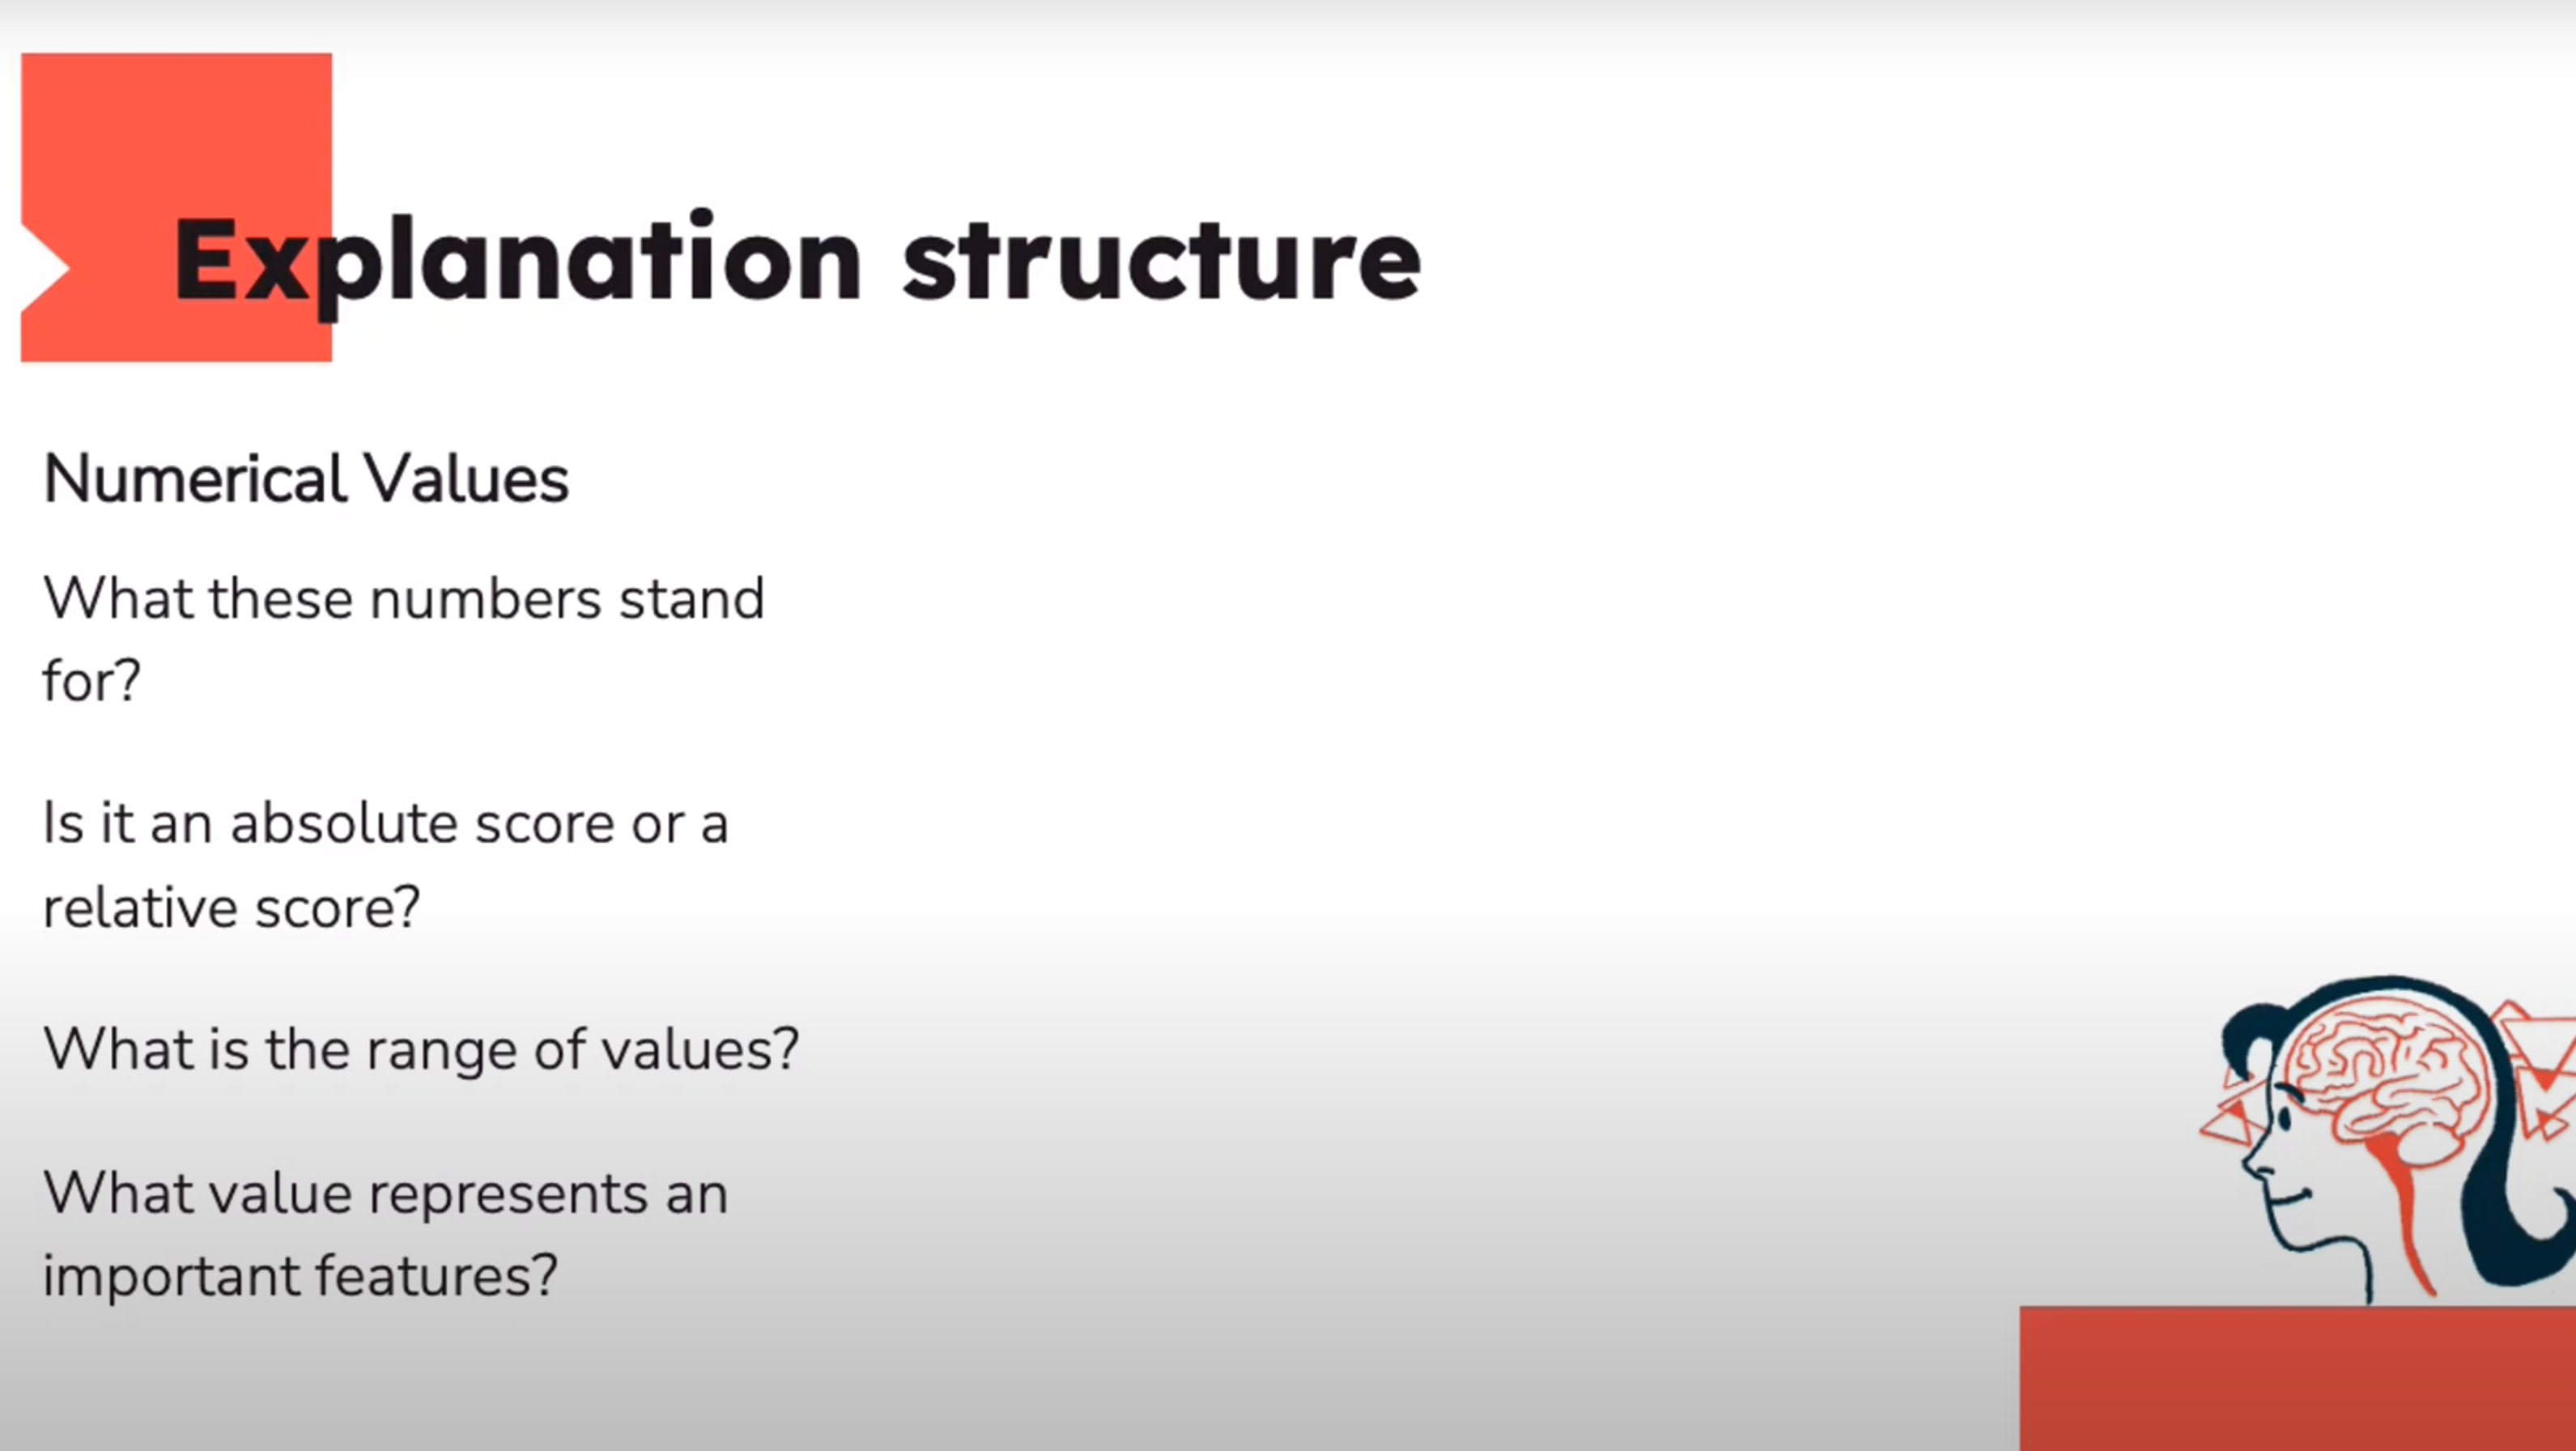 Explanation structure
Numerical Values
What these numbers stand
for?
Is it an absolute score or a
relative score?
What is the range of values?
What value represents an
important features?